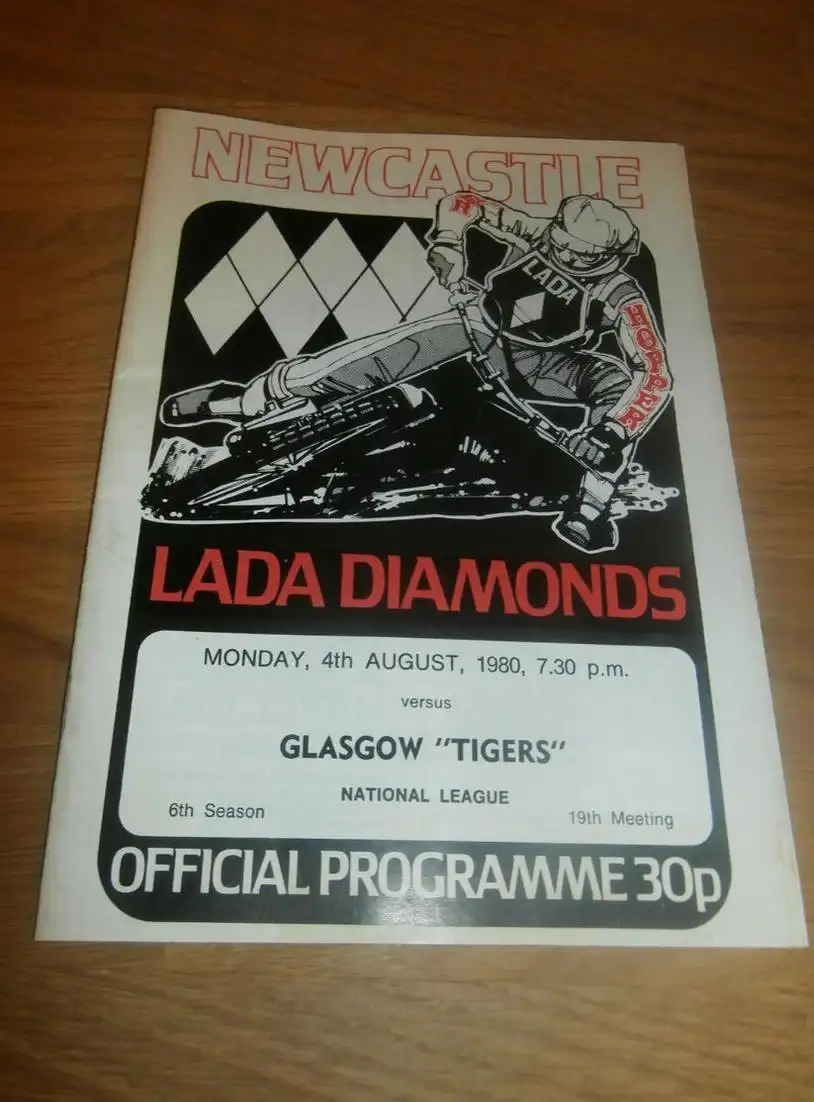 NEWCASTLE
LADA
HOPPER
LADA DIAMONDS
MONDAY, 4th AUGUST, 1980, 7.30 p.m.
versus
GLASGOW "TIGERS"
NATIONAL LEAGUE
6th Season 19th Meeting
OFFICIAL PROGRAMME 30p